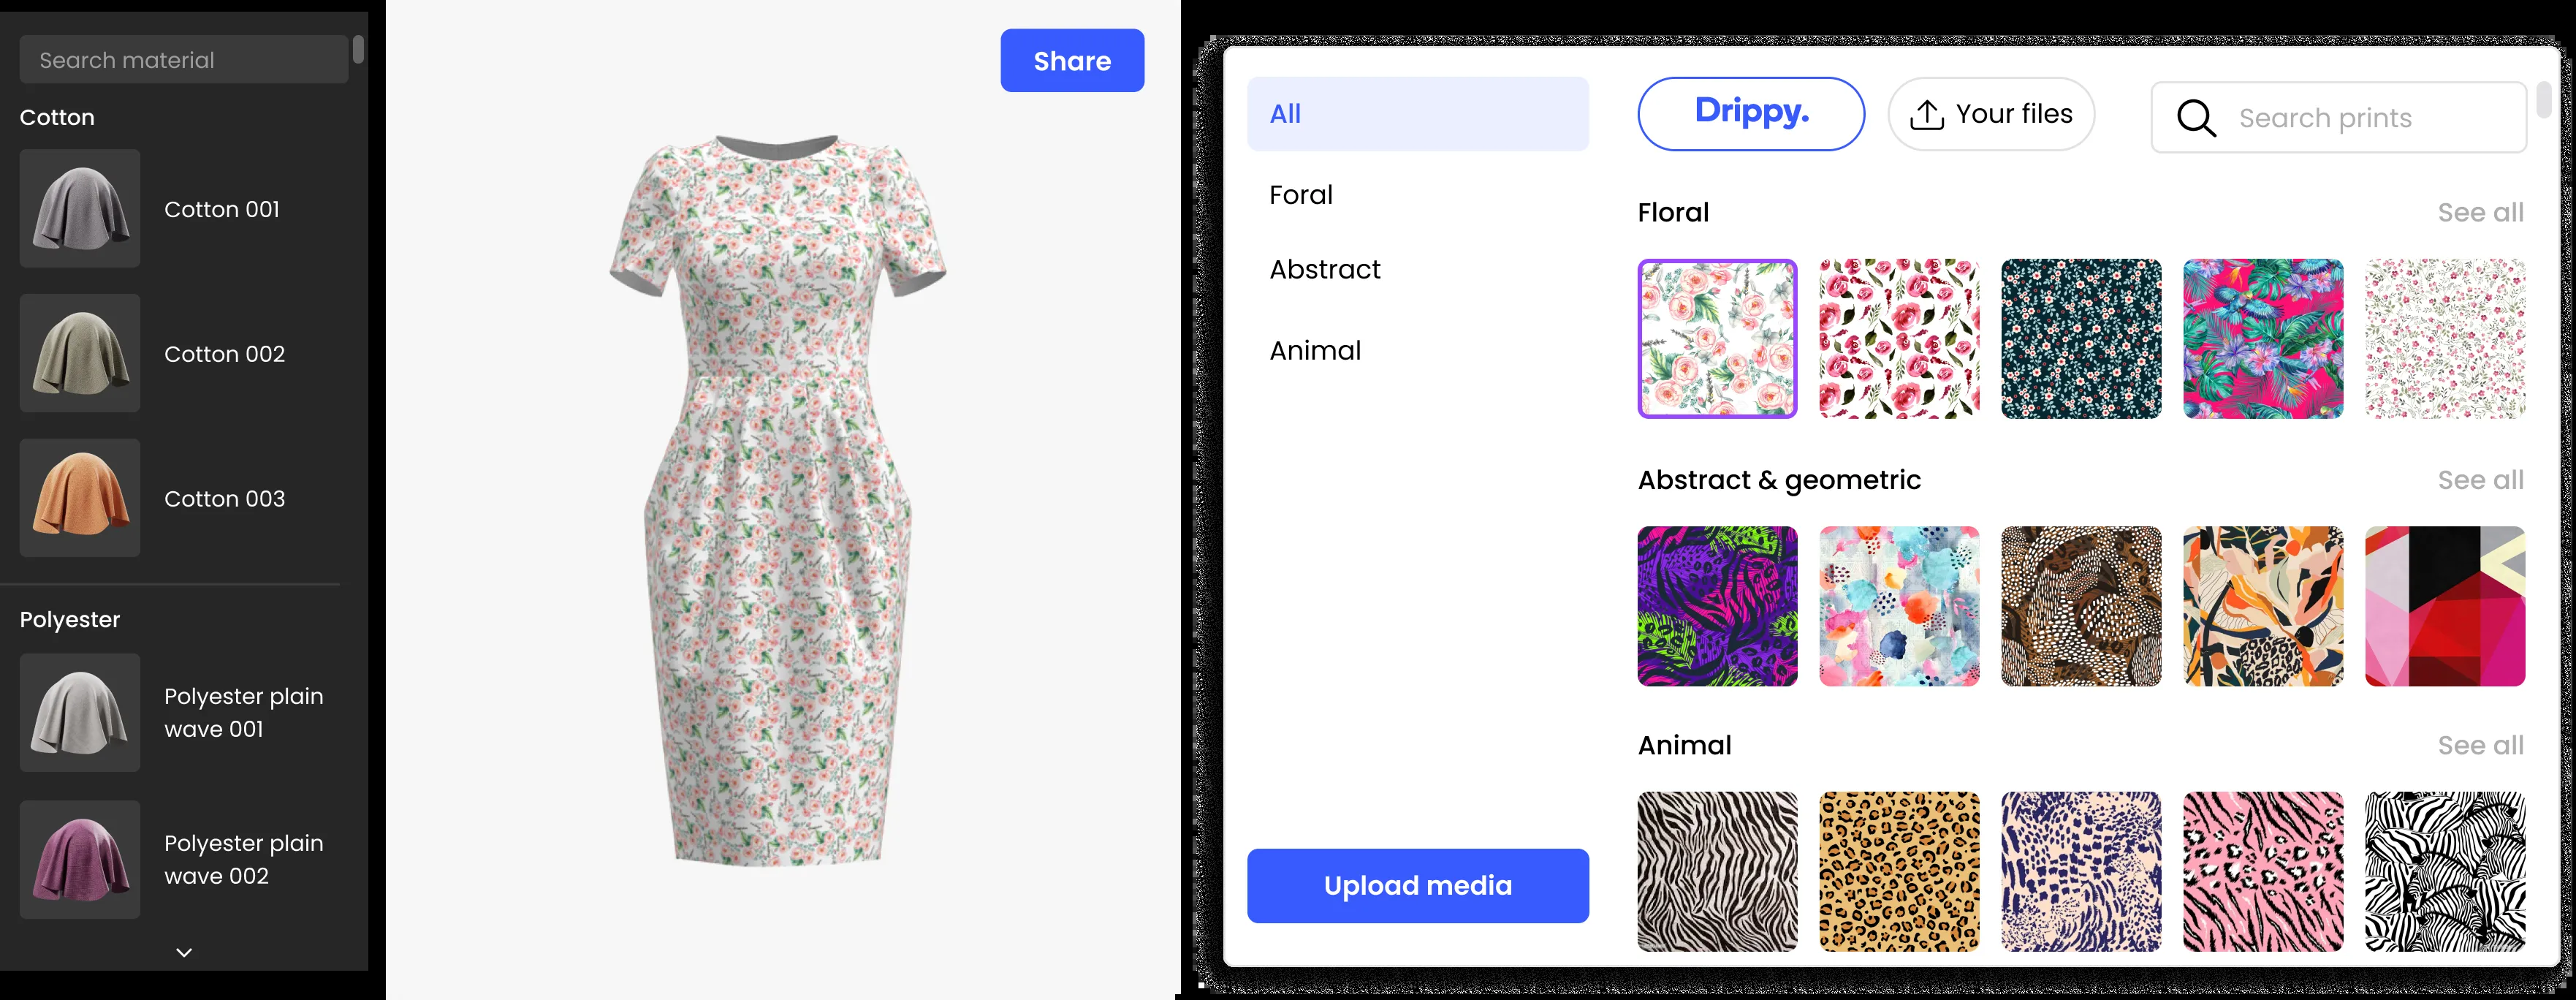 Search material
Cotton
Cotton 001
Cotton 002
Cotton 003
Polyester
Polyester plain
wave 001
Polyester plain
wave 002
Share
All
Foral
Abstract
Animal
Upload media
Drippy.
Your files
Search prints
Floral
See all
Abstract & geometric
See all
Animal
See all